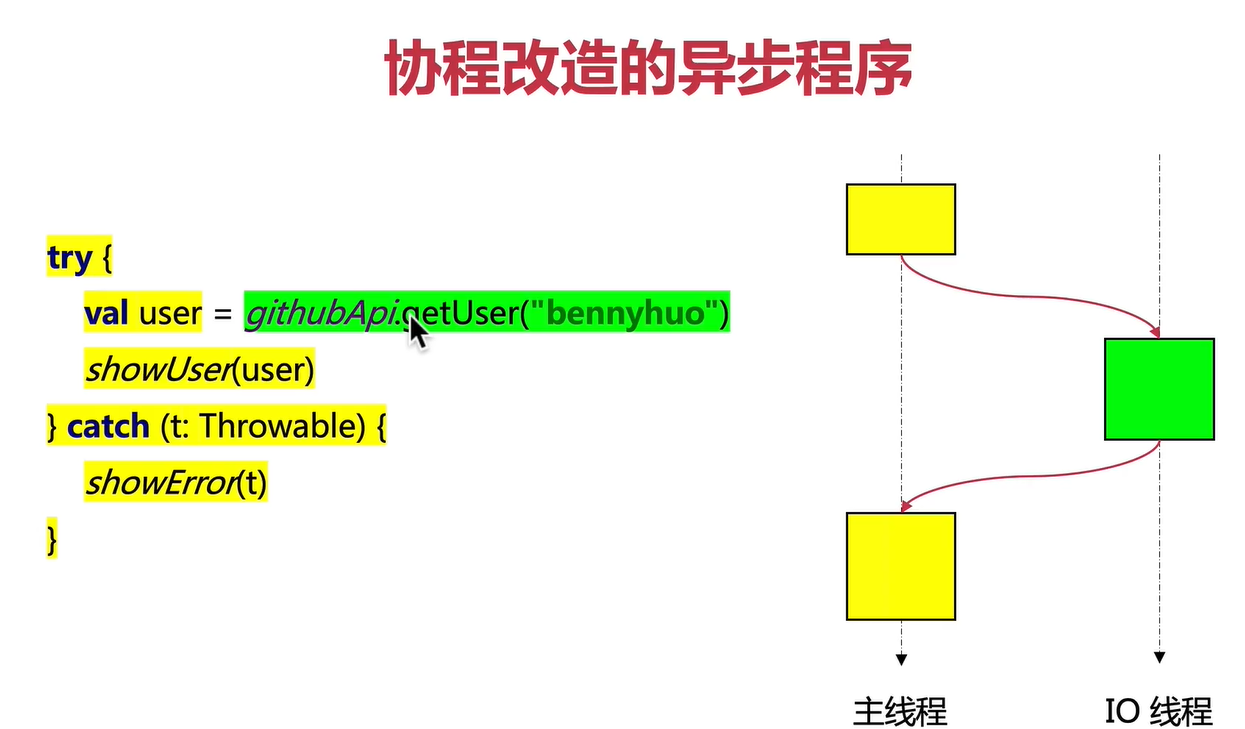 协程改造的异步程序
try {
val user = githubApi.getUser("bennyhuo")
showUser(user)
} catch (t: Throwable) {
showError(t)
}
主线程
IO 线程